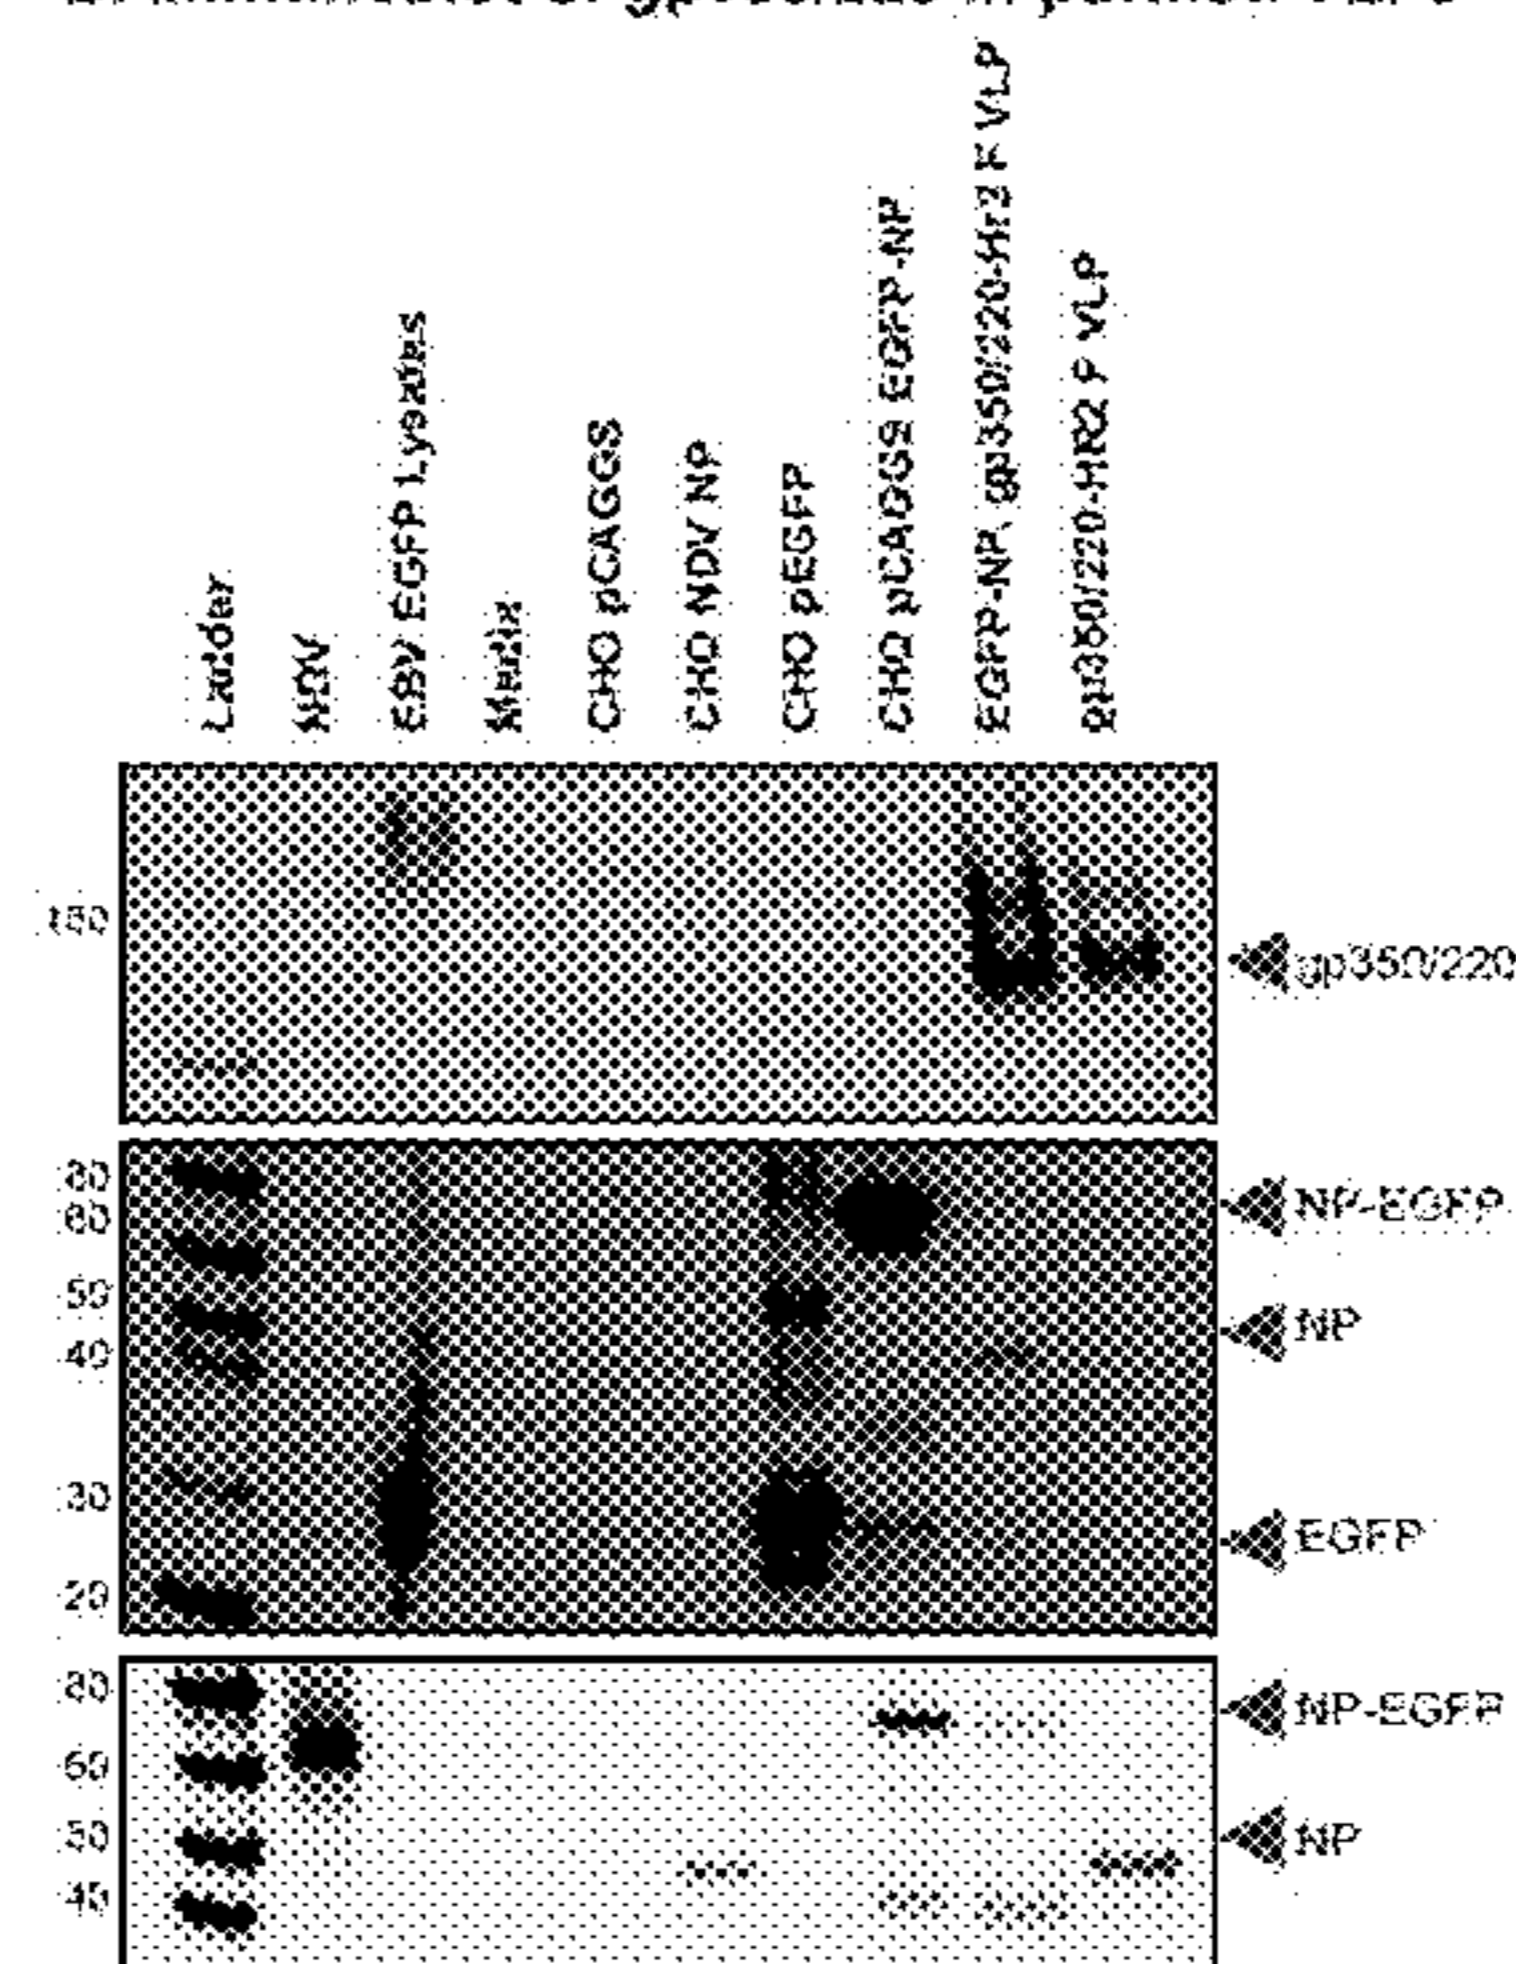 Ladder
NDV
EBV EGFP Lysates
Media
CHO pCAGGS
CHO NDV NP
CHO pEGFP
CHO pCAGGS EGFP-NP
EGFP-NP, gp350/220-Hr2 F VLP
gp350/220-HR2 F VLP
gp350/220
80
60
50
40
30
20
NP-EGFP
NP
EGFP
80
60
50
40
NP-EGFP
NP